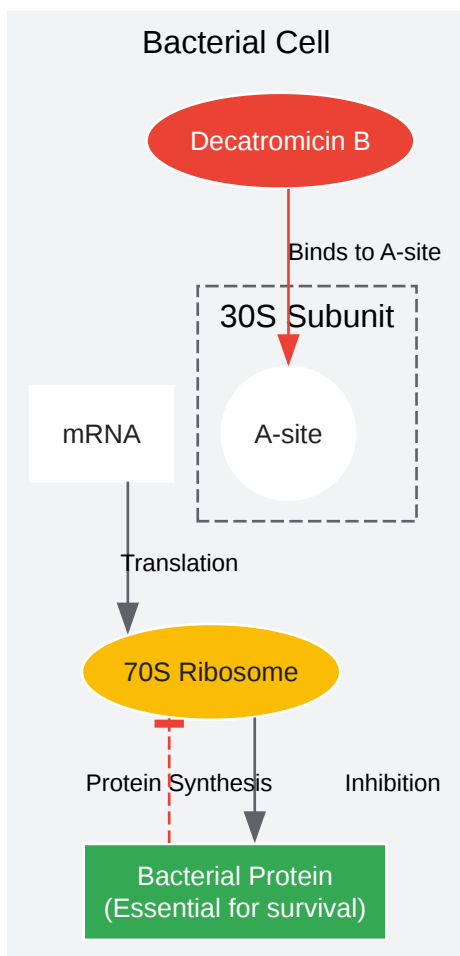 Bacterial Cell
Decatromicin B
Binds to A-site
30S Subunit
mRNA
A-site
Translation
70S Ribosome
Protein Synthesis
Inhibition
Bacterial Protein
(Essential for survival)